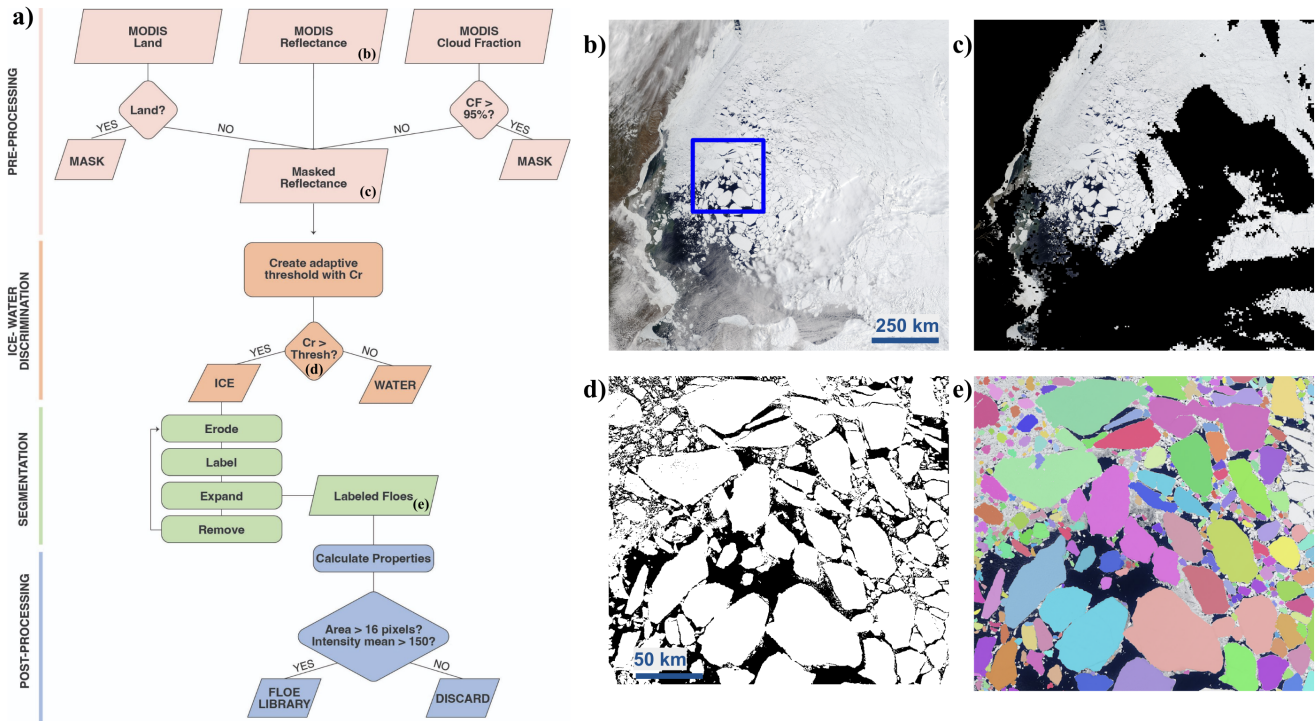 a)
PRE-PROCESSING
MODIS
Land
MODIS
Reflectance
(b)
MODIS
Cloud Fraction
Land?
CF >
95%?
YES
NO
NO
YES
MASK
Masked
Reflectance
(c)
MASK
ICE- WATER
DISCRIMINATION
Create adaptive
threshold with Cr
Cr >
Thresh?
(d)
YES
NO
ICE
WATER
SEGMENTATION
Erode
Label
Expand
Remove
Labeled Floes
(e)
POST-PROCESSING
Calculate Properties
Area > 16 pixels?
Intensity mean > 150?
YES
NO
FLOE
LIBRARY
DISCARD
b)
250 km
c)
d)
50 km
e)